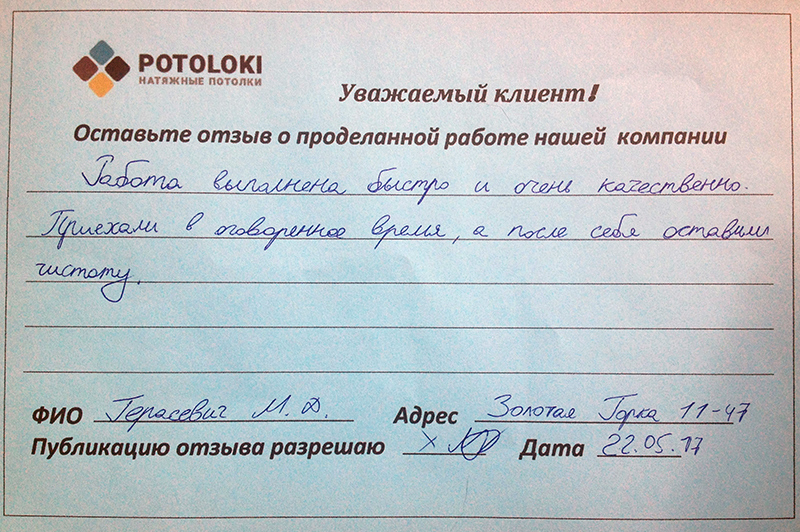 POTOLOKI
НАТЯЖНЫЕ ПОТОЛКИ
Уважаемый клиент!
Оставьте отзыв о проделанной работе нашей компании
Работа выполнена быстро и очень качественно.
Приехали в оговоренное время, а после себя оставили
чистоту.
ФИО Герасевич М. Д. Адрес Золотая Горка 11-47
Публикацию отзыва разрешаю x Дата 22.05.17